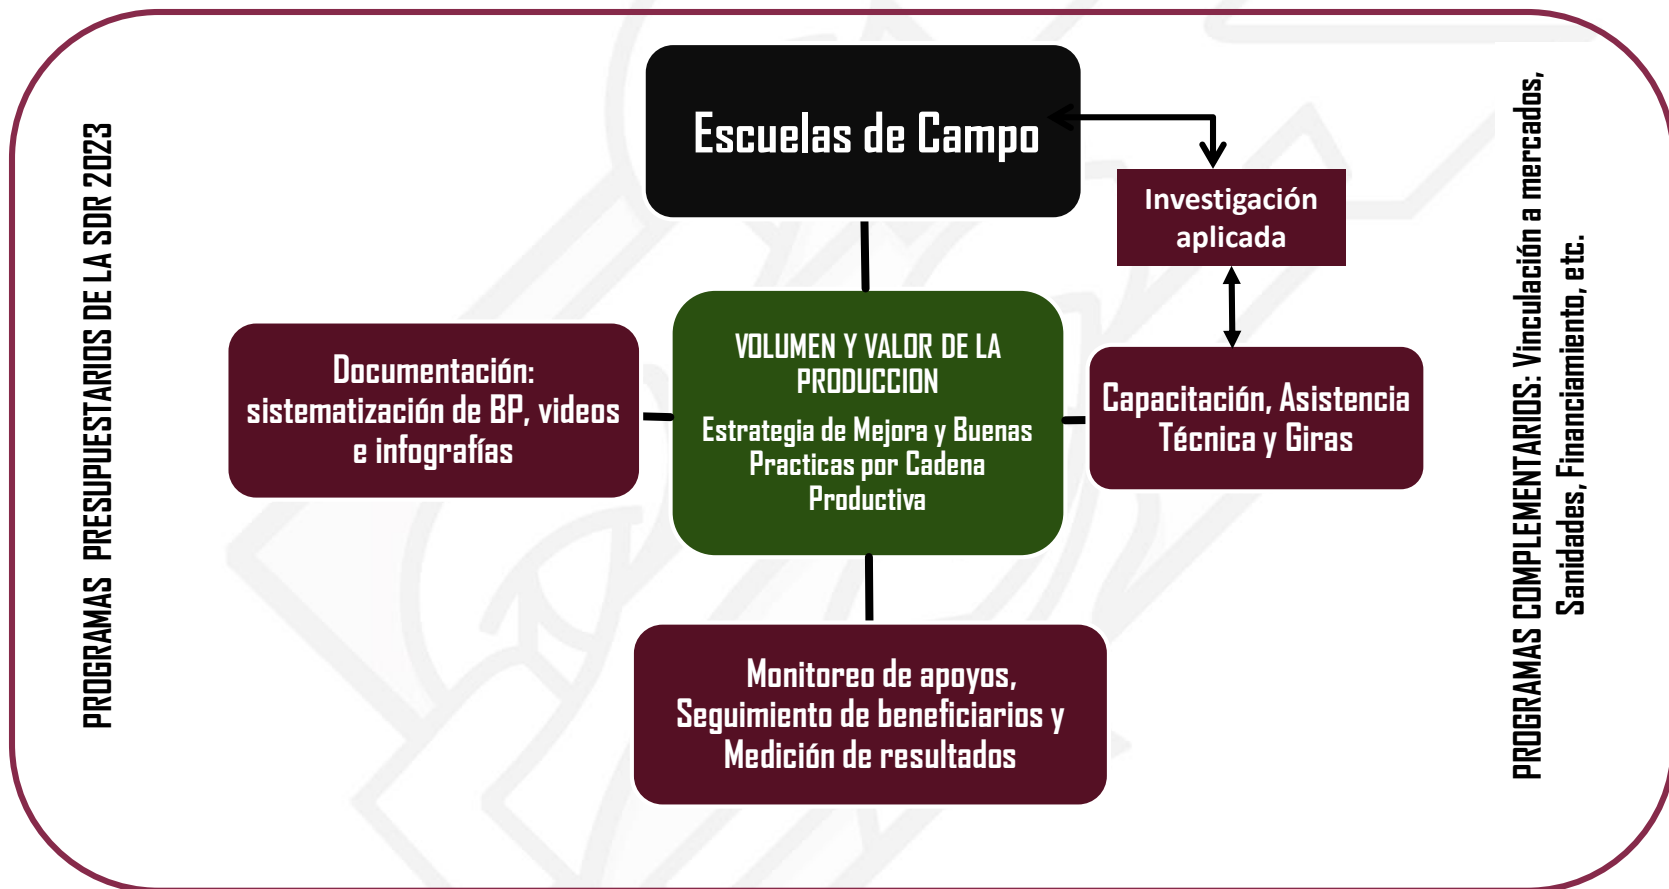 PROGRAMAS PRESUPUESTARIOS DE LA SDR 2023
Escuelas de Campo
Investigación
aplicada
Documentación:
sistematización de BP, videos
e infografías
VOLUMEN Y VALOR DE LA
PRODUCCION
Estrategia de Mejora y Buenas
Practicas por Cadena
Productiva
Capacitación, Asistencia
Técnica y Giras
Monitoreo de apoyos,
Seguimiento de beneficiarios y
Medición de resultados
PROGRAMAS COMPLEMENTARIOS: Vinculación a mercados,
Sanidades, Financiamiento, etc.